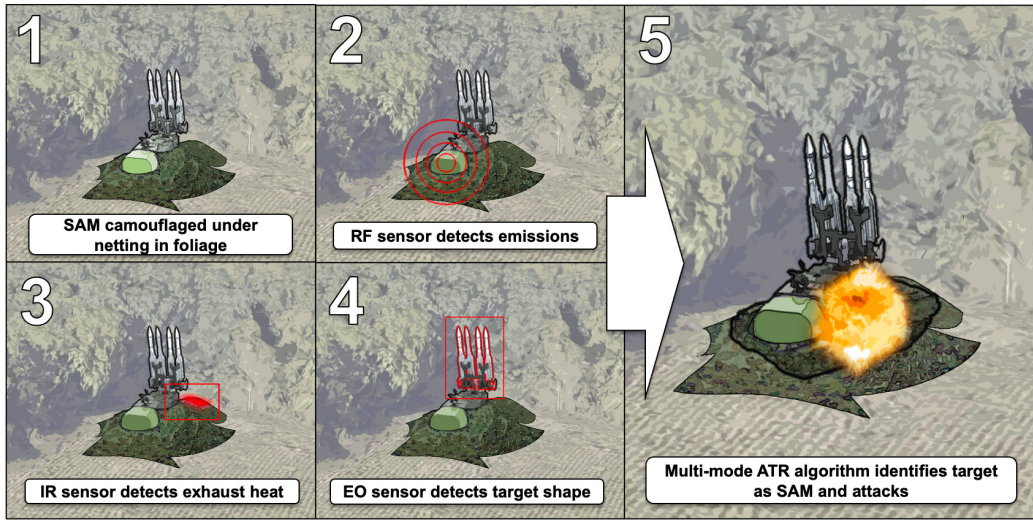 1
SAM camouflaged under
netting in foliage
2
RF sensor detects emissions
3
IR sensor detects exhaust heat
4
EO sensor detects target shape
5
Multi-mode ATR algorithm identifies target
as SAM and attacks